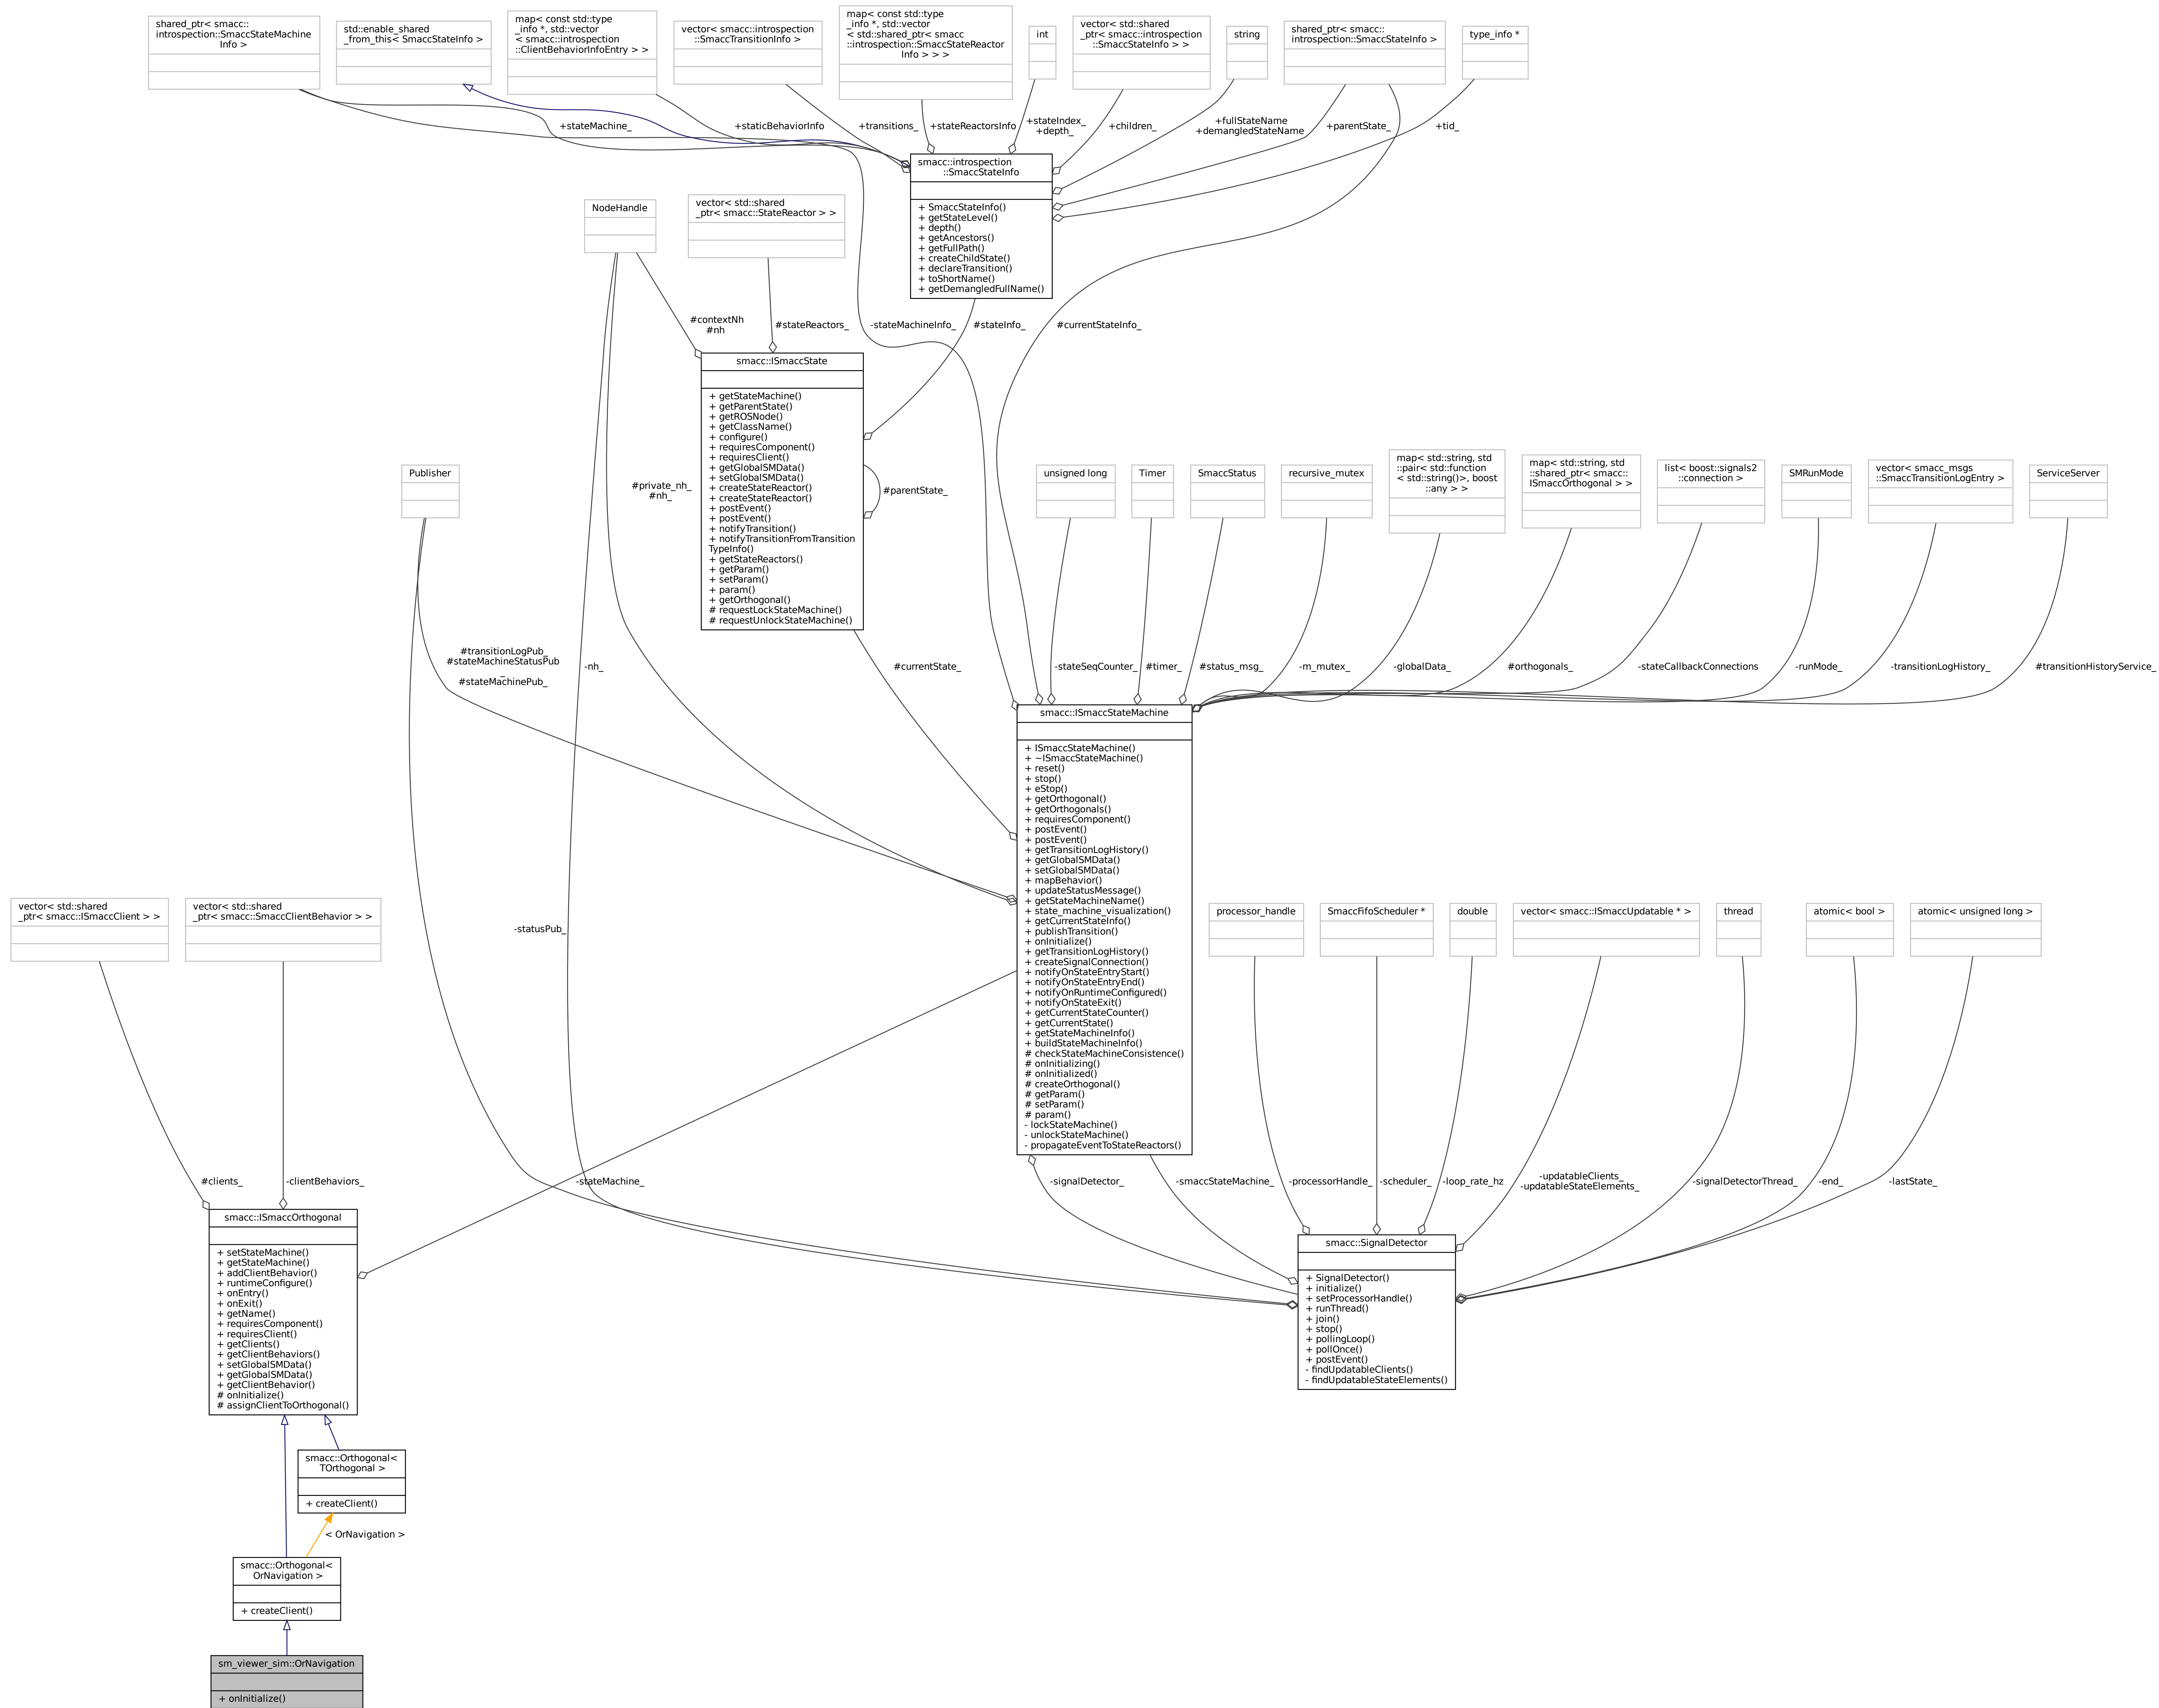 shared_ptr< smacc::
introspection::SmaccStateMachine
Info >
std::enable_shared
_from_this< SmaccStateInfo >
map< const std::type
_info *, std::vector
< smacc::introspection
::ClientBehaviorInfoEntry > >
vector< smacc::introspection
::SmaccTransitionInfo >
map< const std::type
_info *, std::vector
< std::shared_ptr< smacc
::introspection::SmaccStateReactor
Info > > >
int
vector< std::shared
_ptr< smacc::introspection
::SmaccStateInfo > >
string
shared_ptr< smacc::
introspection::SmaccStateInfo >
type_info *
+stateMachine_
+staticBehaviorInfo
+transitions_
+stateReactorsInfo
+stateIndex_
+depth_
+children_
+fullStateName
+demangledStateName
+parentState_
+tid_
smacc::introspection
::SmaccStateInfo
+ SmaccStateInfo()
+ getStateLevel()
+ depth()
+ getAncestors()
+ getFullPath()
+ createChildState()
+ declareTransition()
+ toShortName()
+ getDemangledFullName()
NodeHandle
vector< std::shared
_ptr< smacc::StateReactor > >
#contextNh
#nh
#stateReactors_
-stateMachineInfo_
#stateInfo_
#currentStateInfo_
smacc::ISmaccState
+ getStateMachine()
+ getParentState()
+ getROSNode()
+ getClassName()
+ configure()
+ requiresComponent()
+ requiresClient()
+ getGlobalSMData()
+ setGlobalSMData()
+ createStateReactor()
+ createStateReactor()
+ postEvent()
+ postEvent()
+ notifyTransition()
+ notifyTransitionFromTransition
TypeInfo()
+ getStateReactors()
+ getParam()
+ setParam()
+ param()
+ getOrthogonal()
# requestLockStateMachine()
# requestUnlockStateMachine()
#parentState_
Publisher
#private_nh_
#nh_
unsigned long
Timer
SmaccStatus
recursive_mutex
map< std::string, std
::pair< std::function
< std::string()>, boost
::any > >
map< std::string, std
::shared_ptr< smacc::
ISmaccOrthogonal > >
list< boost::signals2
::connection >
SMRunMode
vector< smacc_msgs
::SmaccTransitionLogEntry >
ServiceServer
#transitionLogPub_
#stateMachineStatusPub
_
#stateMachinePub_
-nh_
#currentState_
-stateSeqCounter_
#timer_
#status_msg_
-m_mutex_
-globalData_
#orthogonals_
-stateCallbackConnections
-runMode_
-transitionLogHistory_
#transitionHistoryService_
smacc::ISmaccStateMachine
+ ISmaccStateMachine()
+ ~ISmaccStateMachine()
+ reset()
+ stop()
+ eStop()
+ getOrthogonal()
+ getOrthogonals()
+ requiresComponent()
+ postEvent()
+ postEvent()
+ getTransitionLogHistory()
+ getGlobalSMData()
+ setGlobalSMData()
+ mapBehavior()
+ updateStatusMessage()
+ getStateMachineName()
+ state_machine_visualization()
+ getCurrentStateInfo()
+ publishTransition()
+ onInitialize()
+ getTransitionLogHistory()
+ createSignalConnection()
+ notifyOnStateEntryStart()
+ notifyOnStateEntryEnd()
+ notifyOnRuntimeConfigured()
+ notifyOnStateExit()
+ getCurrentStateCounter()
+ getCurrentState()
+ getStateMachineInfo()
+ buildStateMachineInfo()
# checkStateMachineConsistence()
# onInitializing()
# onInitialized()
# createOrthogonal()
# getParam()
# setParam()
# param()
- lockStateMachine()
- unlockStateMachine()
- propagateEventToStateReactors()
vector< std::shared
_ptr< smacc::ISmaccClient > >
vector< std::shared
_ptr< smacc::SmaccClientBehavior > >
-statusPub_
processor_handle
SmaccFifoScheduler *
double
vector< smacc::ISmaccUpdatable * >
thread
atomic< bool >
atomic< unsigned long >
#clients_
-clientBehaviors_
-stateMachine_
-signalDetector_
-smaccStateMachine_
-processorHandle_
-scheduler_
-loop_rate_hz
-updatableClients_
-updatableStateElements_
-signalDetectorThread_
-end_
-lastState_
smacc::ISmaccOrthogonal
+ setStateMachine()
+ getStateMachine()
+ addClientBehavior()
+ runtimeConfigure()
+ onEntry()
+ onExit()
+ getName()
+ requiresComponent()
+ requiresClient()
+ getClients()
+ getClientBehaviors()
+ setGlobalSMData()
+ getGlobalSMData()
+ getClientBehavior()
# onInitialize()
# assignClientToOrthogonal()
smacc::SignalDetector
+ SignalDetector()
+ initialize()
+ setProcessorHandle()
+ runThread()
+ join()
+ stop()
+ pollingLoop()
+ pollOnce()
+ postEvent()
- findUpdatableClients()
- findUpdatableStateElements()
smacc::Orthogonal<
TOrthogonal >
+ createClient()
< OrNavigation >
smacc::Orthogonal<
OrNavigation >
+ createClient()
sm_viewer_sim::OrNavigation
+ onInitialize()